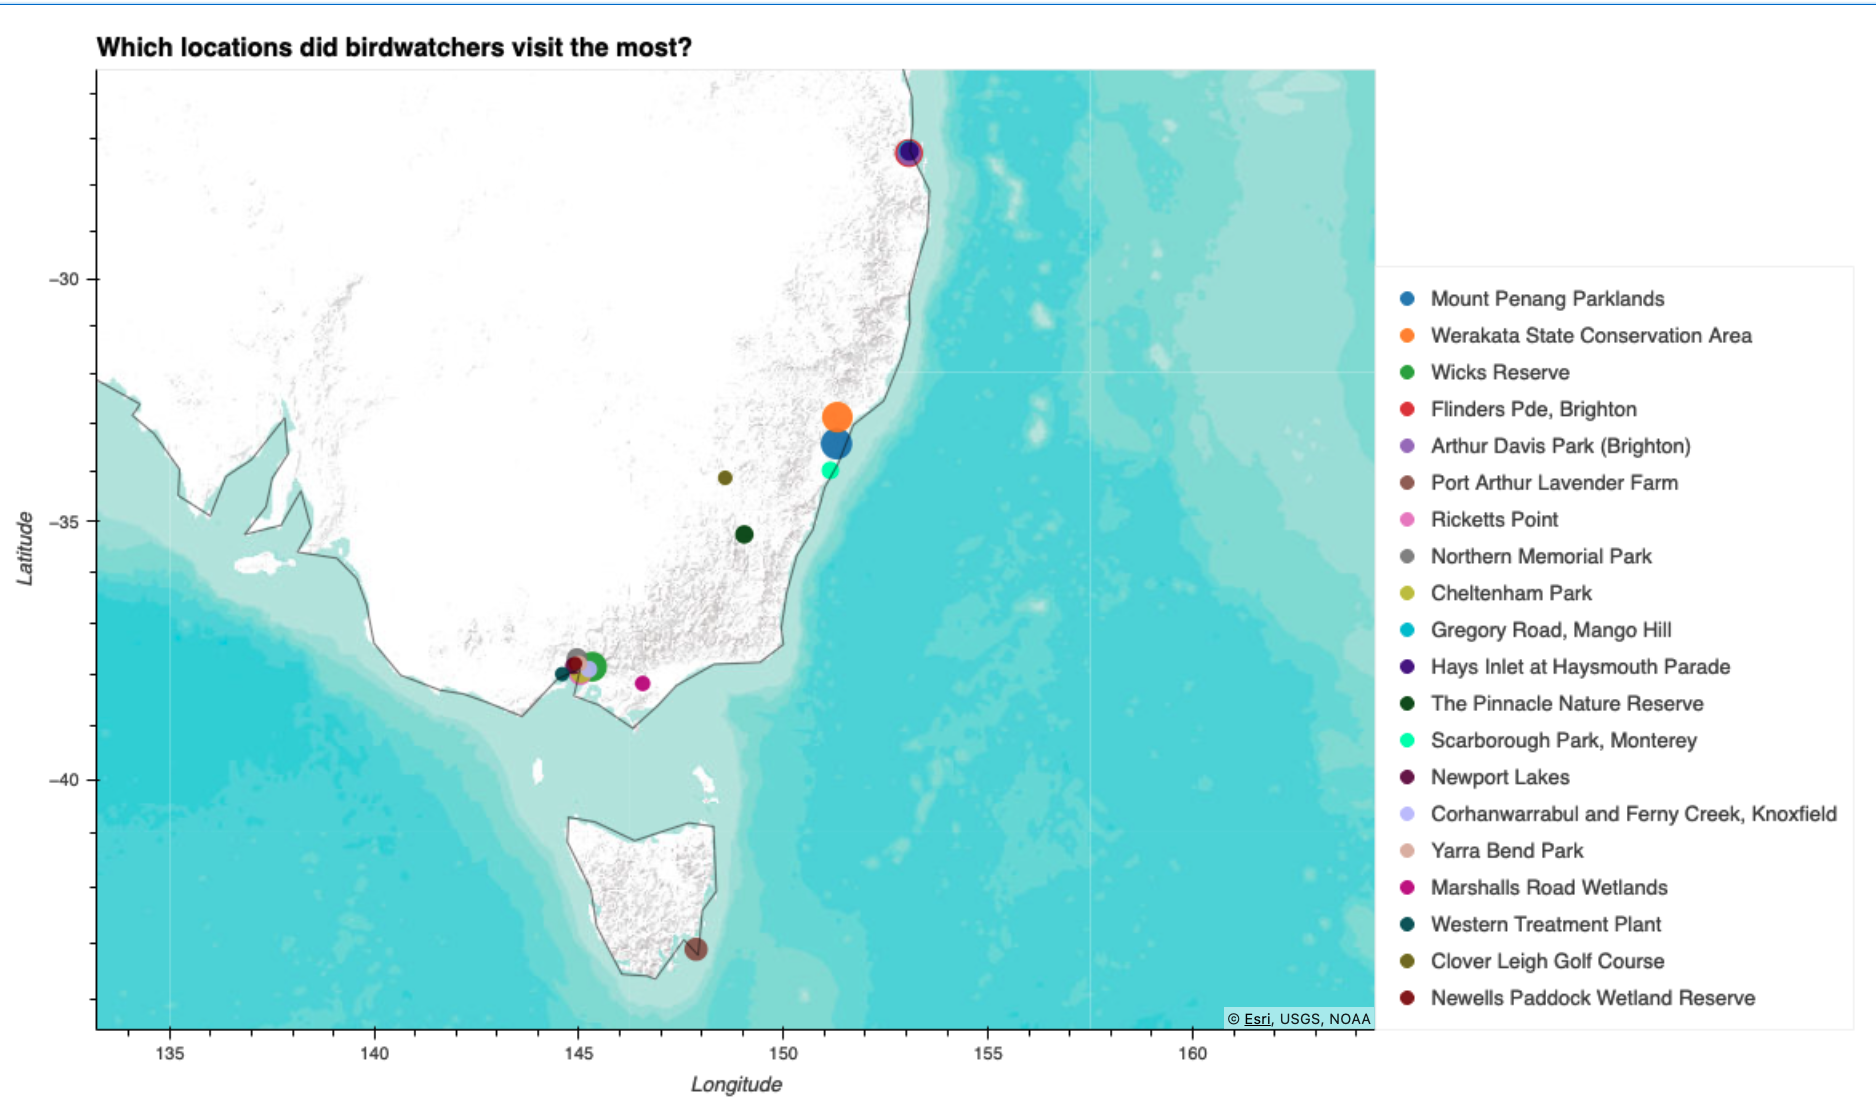 Which locations did birdwatchers visit the most?
Latitude
−30
−35
−40
135
140
145
150
155
160
Longitude
© Esri, USGS, NOAA
Mount Penang Parklands
Werakata State Conservation Area
Wicks Reserve
Flinders Pde, Brighton
Arthur Davis Park (Brighton)
Port Arthur Lavender Farm
Ricketts Point
Northern Memorial Park
Cheltenham Park
Gregory Road, Mango Hill
Hays Inlet at Haysmouth Parade
The Pinnacle Nature Reserve
Scarborough Park, Monterey
Newport Lakes
Corhanwarrabul and Ferny Creek, Knoxfield
Yarra Bend Park
Marshalls Road Wetlands
Western Treatment Plant
Clover Leigh Golf Course
Newells Paddock Wetland Reserve